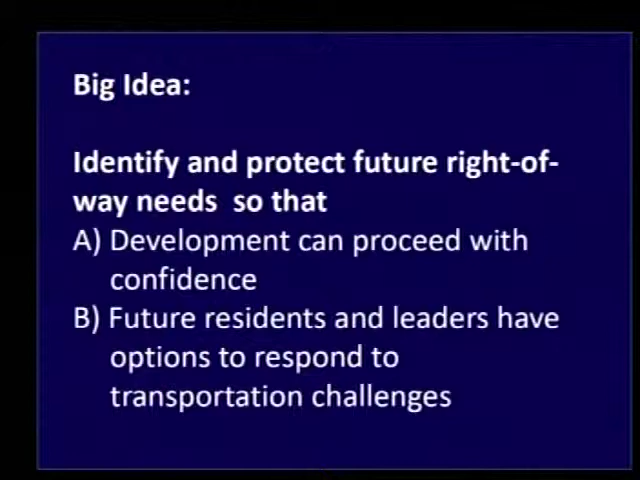 Big Idea:
Identify and protect future right-of-
way needs  so that
A) Development can proceed with
confidence
B) Future residents and leaders have
options to respond to
transportation challenges